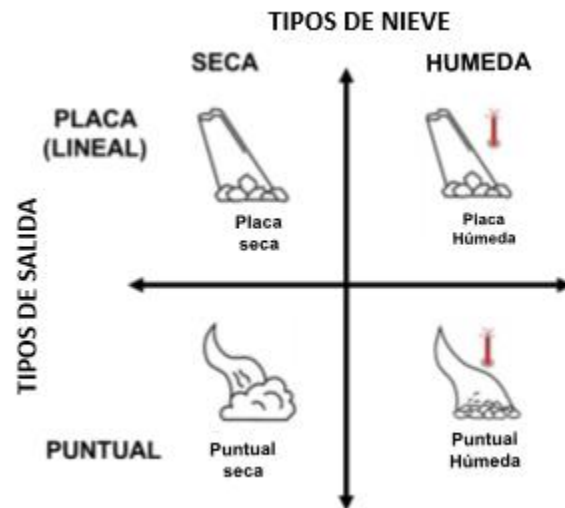 TIPOS DE NIEVE
SECA
HUMEDA
PLACA
(LINEAL)
Placa
seca
Placa
Húmeda
TIPOS DE SALIDA
PUNTUAL
Puntual
seca
Puntual
Húmeda